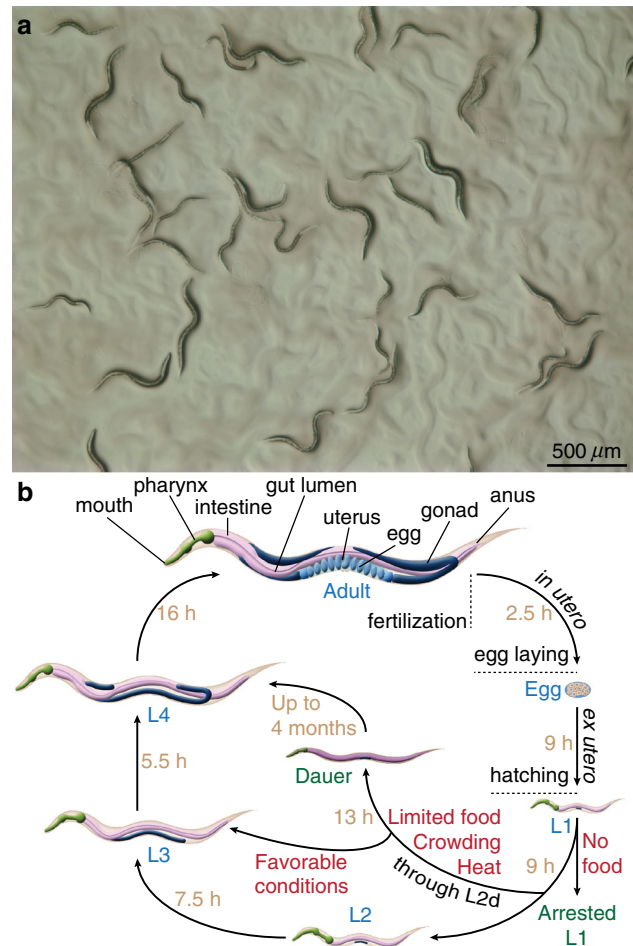 a
500 μm
b
mouth
pharynx
intestine
gut lumen
uterus
egg
gonad
anus
Adult
fertilization
in utero
2.5 h
16 h
egg laying
Egg
ex utero
9 h
hatching
L1
L4
Up to
4 months
Dauer
5.5 h
13 h
Limited food
Crowding
Heat
through L2d
9 h
No
food
Arrested
L1
L3
Favorable
conditions
7.5 h
L2